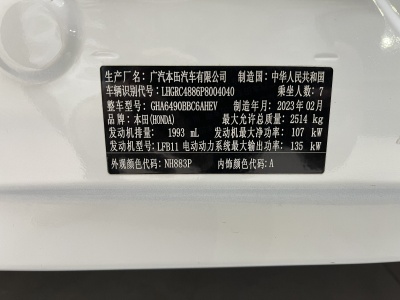 生产厂名：广汽本田汽车有限公司 制造国：中华人民共和国
车辆识别代号：LHGRC4886P8004040 乘坐人数：7
整车型号：GHA6490BBC6AHEV 制造年月：2023年02月
品牌：本田(HONDA) 最大允许总质量：2514 kg
发动机排量：1993 mL 发动机最大净功率：107 kW
发动机型号：LFB11 电动动力系统最大输出功率：135 kW
外观颜色代码：NH883P 内饰颜色代码：A